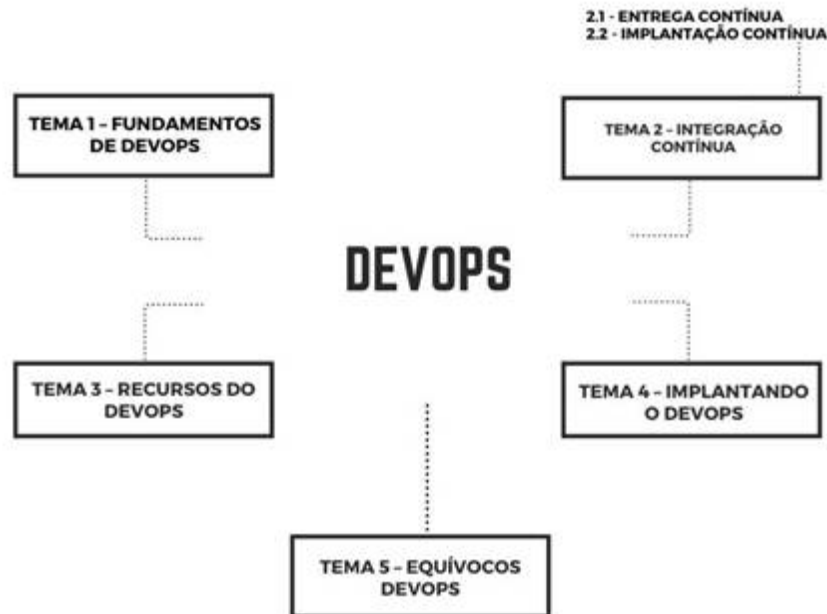 2.1 - ENTREGA CONTÍNUA
2.2 - IMPLANTAÇÃO CONTÍNUA
TEMA 1 – FUNDAMENTOS
DE DEVOPS
TEMA 2 – INTEGRAÇÃO
CONTÍNUA
DEVOPS
TEMA 3 – RECURSOS DO
DEVOPS
TEMA 4 – IMPLANTANDO
O DEVOPS
TEMA 5 – EQUÍVOCOS
DEVOPS